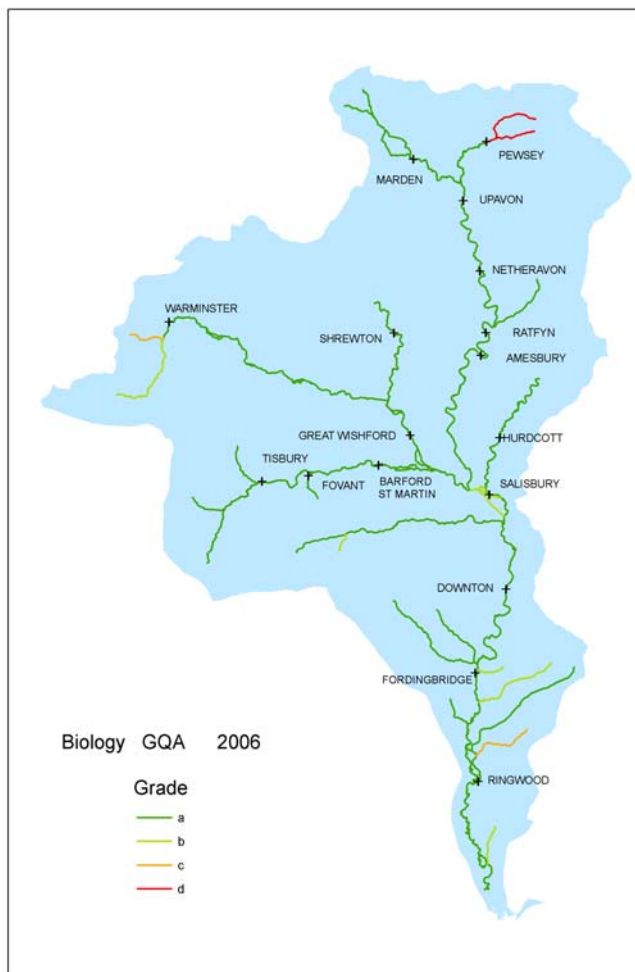 PEWSEY
MARDEN
UPAVON
NETHERAVON
WARMINSTER
SHREWTON
RATFYN
AMESBURY
GREAT WISHFORD
HURDCOTT
TISBURY
FOVANT
BARFORD
ST MARTIN
SALISBURY
DOWNTON
FORDINGBRIDGE
Biology GQA 2006
RINGWOOD
Grade
a
b
c
d